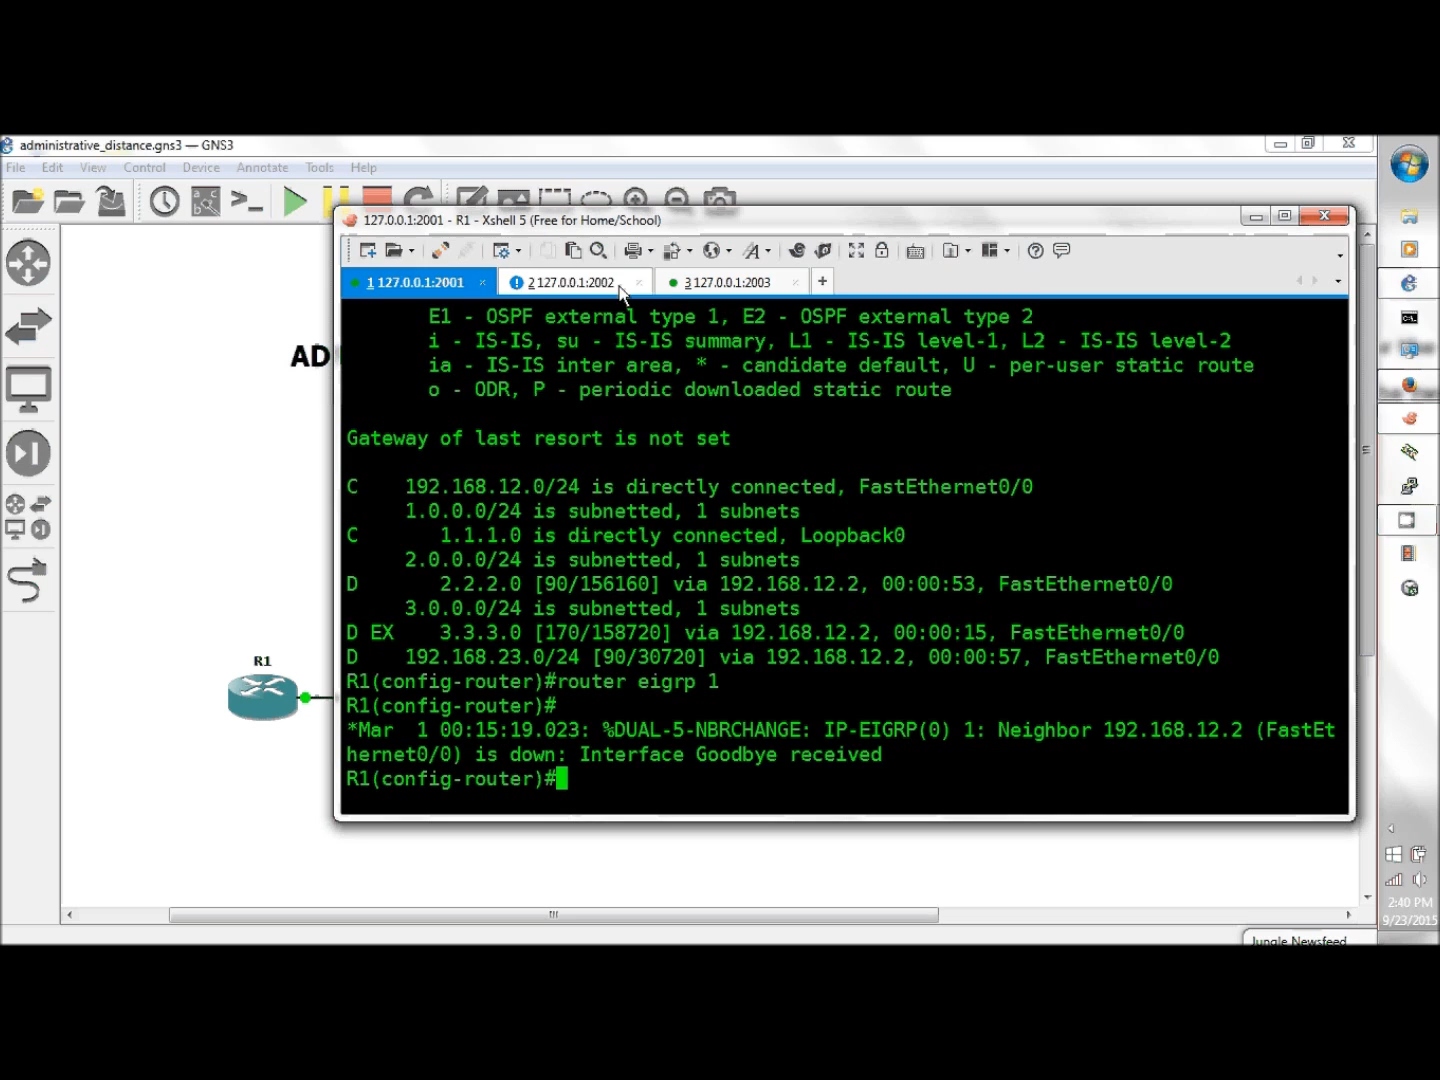 administrative_distance.gns3 — GNS3
File Edit View Control Device Annotate Tools Help
127.0.0.1:2001 - R1 - Xshell 5 (Free for Home/School)
1 127.0.0.1:2001
2 127.0.0.1:2002
3 127.0.0.1:2003
E1 - OSPF external type 1, E2 - OSPF external type 2
i - IS-IS, su - IS-IS summary, L1 - IS-IS level-1, L2 - IS-IS level-2
ia - IS-IS inter area, * - candidate default, U - per-user static route
o - ODR, P - periodic downloaded static route
Gateway of last resort is not set
C 192.168.12.0/24 is directly connected, FastEthernet0/0
1.0.0.0/24 is subnetted, 1 subnets
C 1.1.1.0 is directly connected, Loopback0
2.0.0.0/24 is subnetted, 1 subnets
D 2.2.2.0 [90/156160] via 192.168.12.2, 00:00:53, FastEthernet0/0
3.0.0.0/24 is subnetted, 1 subnets
D EX 3.3.3.0 [170/158720] via 192.168.12.2, 00:00:15, FastEthernet0/0
D 192.168.23.0/24 [90/30720] via 192.168.12.2, 00:00:57, FastEthernet0/0
R1(config-router)#router eigrp 1
R1(config-router)#
*Mar 1 00:15:19.023: %DUAL-5-NBRCHANGE: IP-EIGRP(0) 1: Neighbor 192.168.12.2 (FastEt
hernet0/0) is down: Interface Goodbye received
R1(config-router)#
AD
R1
2:40 PM
9/23/2015
Jungle Newsfeed